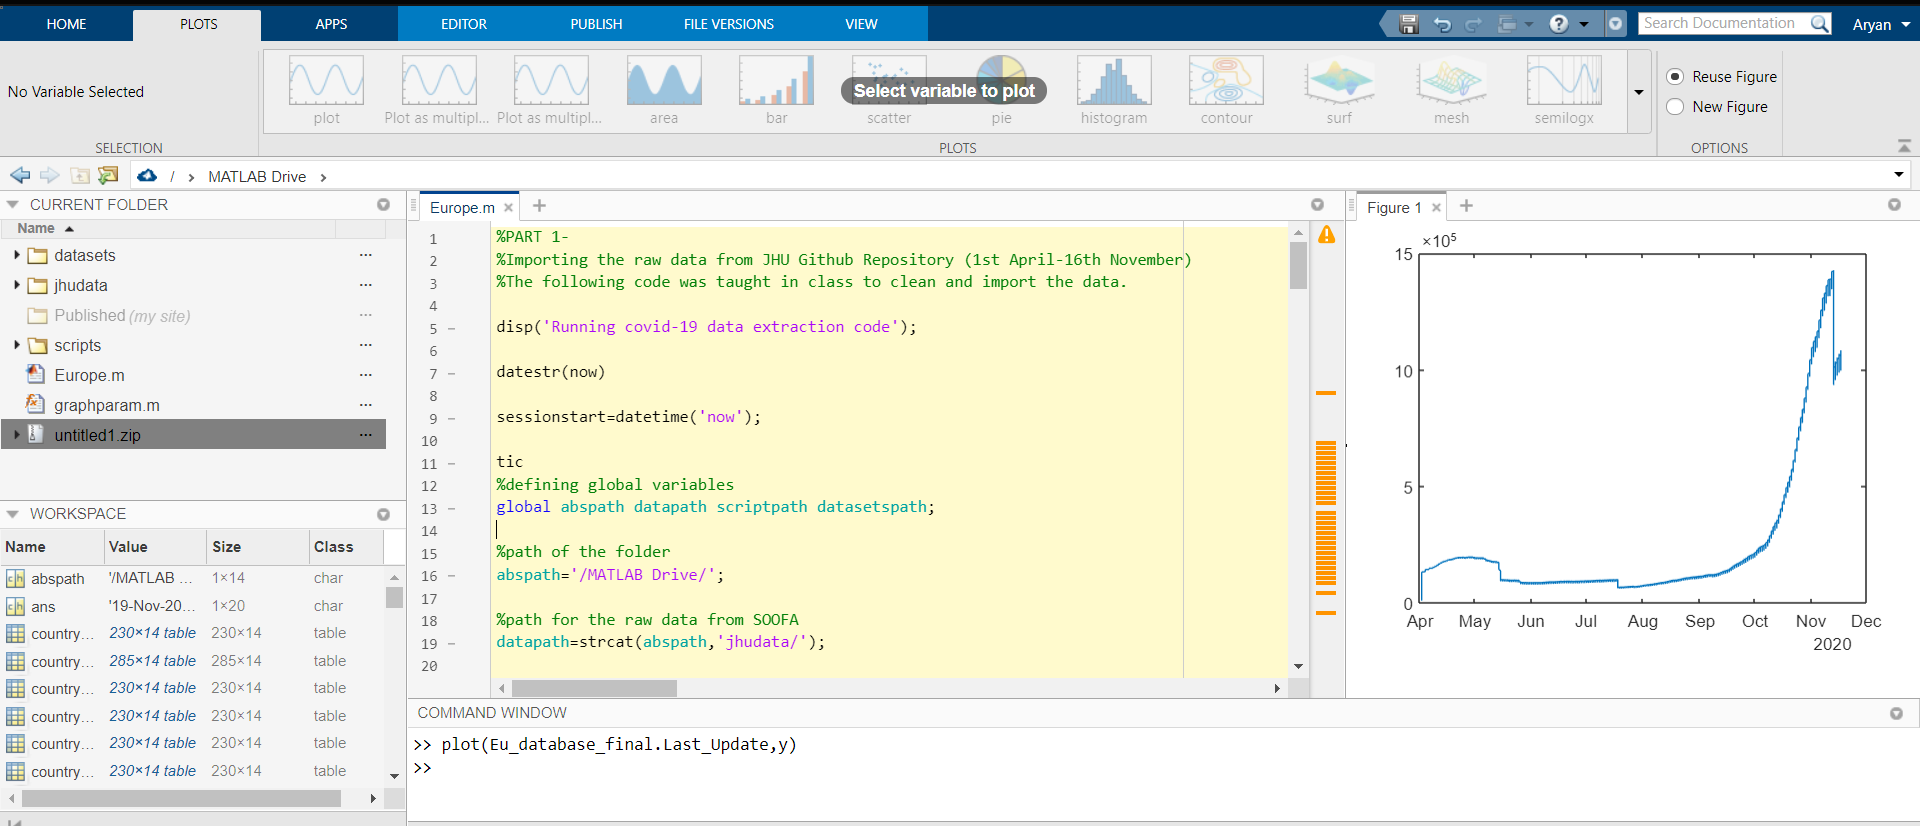 HOME PLOTS APPS EDITOR PUBLISH FILE VERSIONS VIEW Search Documentation Aryan
No Variable Selected
SELECTION
plot Plot as multipl... Plot as multipl... area bar scatter pie histogram contour surf mesh semilogx
Select variable to plot
PLOTS
Reuse Figure
New Figure
OPTIONS
/ > MATLAB Drive >
CURRENT FOLDER
Name
datasets ...
jhudata ...
Published (my site) ...
scripts ...
Europe.m ...
graphparam.m ...
untitled1.zip ...
WORKSPACE
Name Value Size Class
abspath '/MATLAB ... 1×14 char
ans '19-Nov-20... 1×20 char
country... 230×14 table 230×14 table
country... 285×14 table 285×14 table
country... 230×14 table 230×14 table
country... 230×14 table 230×14 table
country... 230×14 table 230×14 table
country... 230×14 table 230×14 table
Europe.m × +
1 %PART 1-
2 %Importing the raw data from JHU Github Repository (1st April-16th November)
3 %The following code was taught in class to clean and import the data.
4
5 – disp('Running covid-19 data extraction code');
6
7 – datestr(now)
8
9 – sessionstart=datetime('now');
10
11 – tic
12 %defining global variables
13 – global abspath datapath scriptpath datasetspath;
14
15 %path of the folder
16 – abspath='/MATLAB Drive/';
17
18 %path for the raw data from SOOFA
19 – datapath=strcat(abspath,'jhudata/');
20
Figure 1 × +
×10⁵
15
10
5
0
Apr May Jun Jul Aug Sep Oct Nov Dec
2020
COMMAND WINDOW
>> plot(Eu_database_final.Last_Update,y)
>>